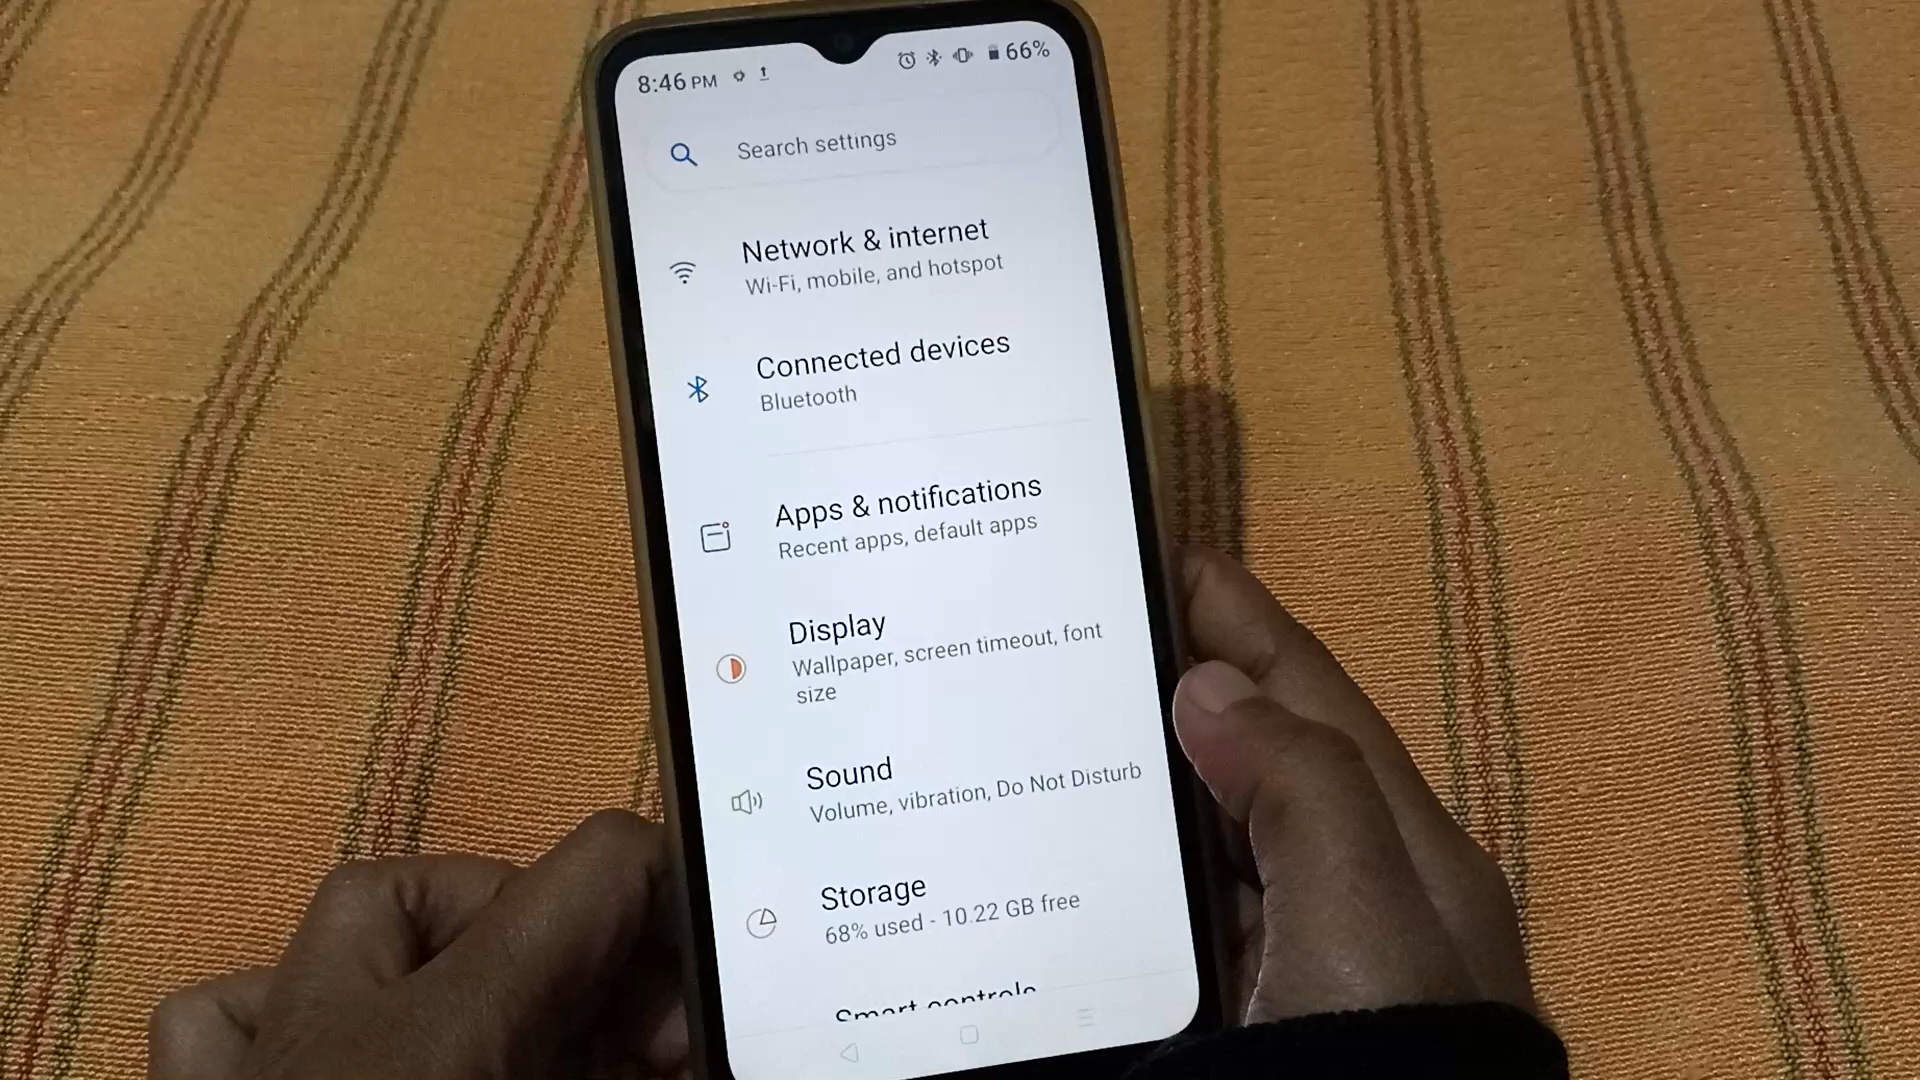 8:46 PM 66%
Search settings
Network & internet
Wi-Fi, mobile, and hotspot
Connected devices
Bluetooth
Apps & notifications
Recent apps, default apps
Display
Wallpaper, screen timeout, font
size
Sound
Volume, vibration, Do Not Disturb
Storage
68% used - 10.22 GB free
Smart controls